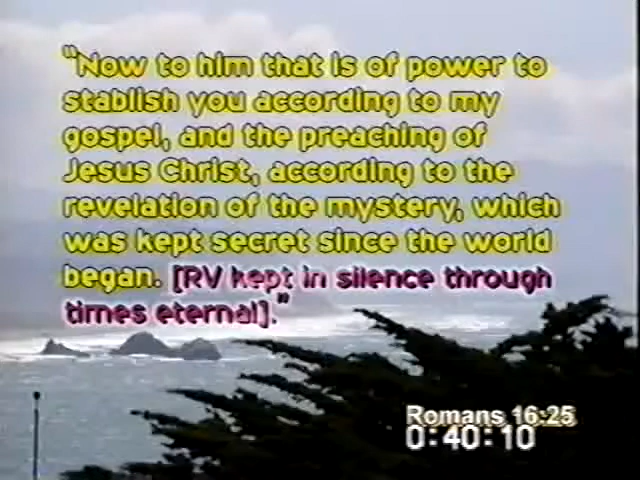 “Now to him that is of power to
stablish you according to my
gospel, and the preaching of
Jesus Christ, according to the
revelation of the mystery, which
was kept secret since the world
began. [RV kept in silence through
times eternal].”
Romans 16:25
0:40:10